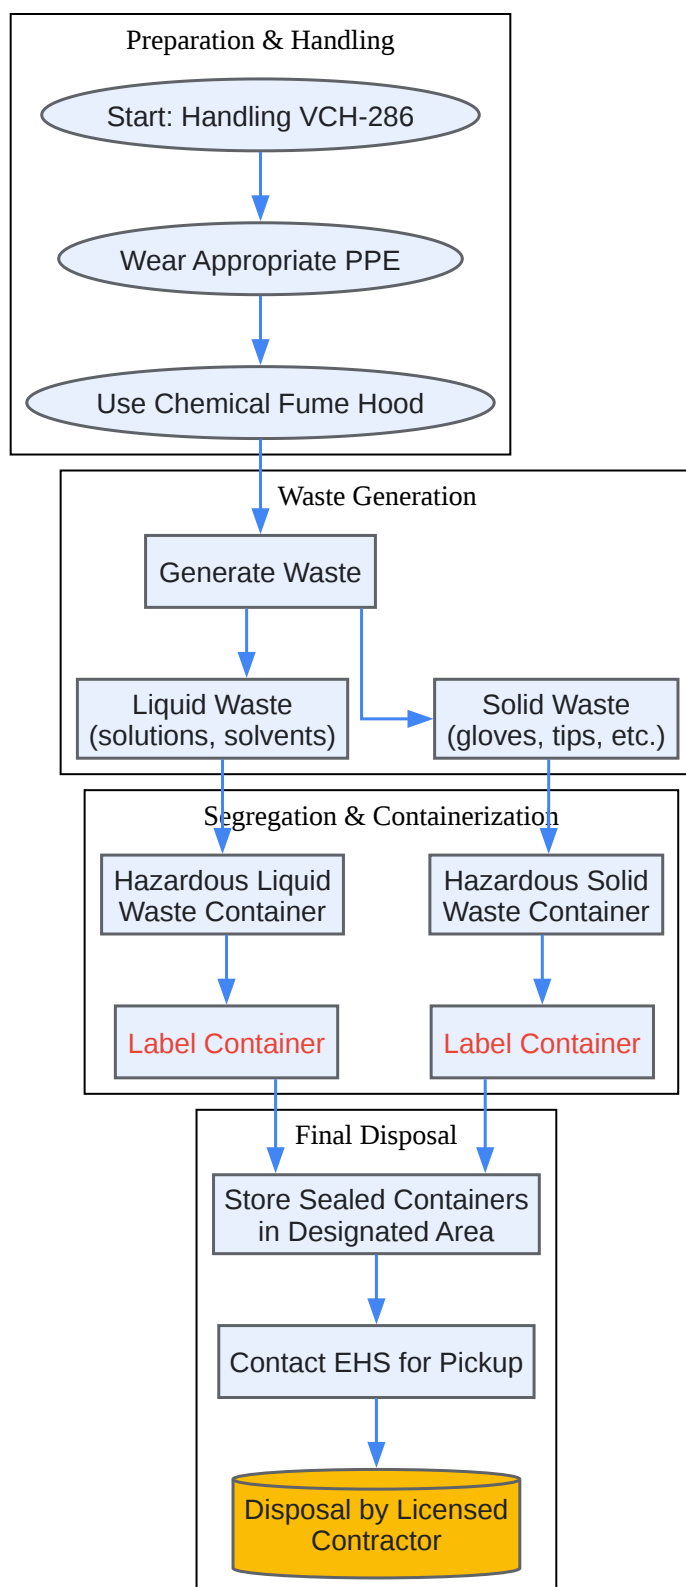 Preparation & Handling
Start: Handling VCH-286
Wear Appropriate PPE
Use Chemical Fume Hood
Waste Generation
Generate Waste
Liquid Waste
(solutions, solvents)
Solid Waste
(gloves, tips, etc.)
Segregation & Containerization
Hazardous Liquid
Waste Container
Hazardous Solid
Waste Container
Label Container
Label Container
Final Disposal
Store Sealed Containers
in Designated Area
Contact EHS for Pickup
Disposal by Licensed
Contractor